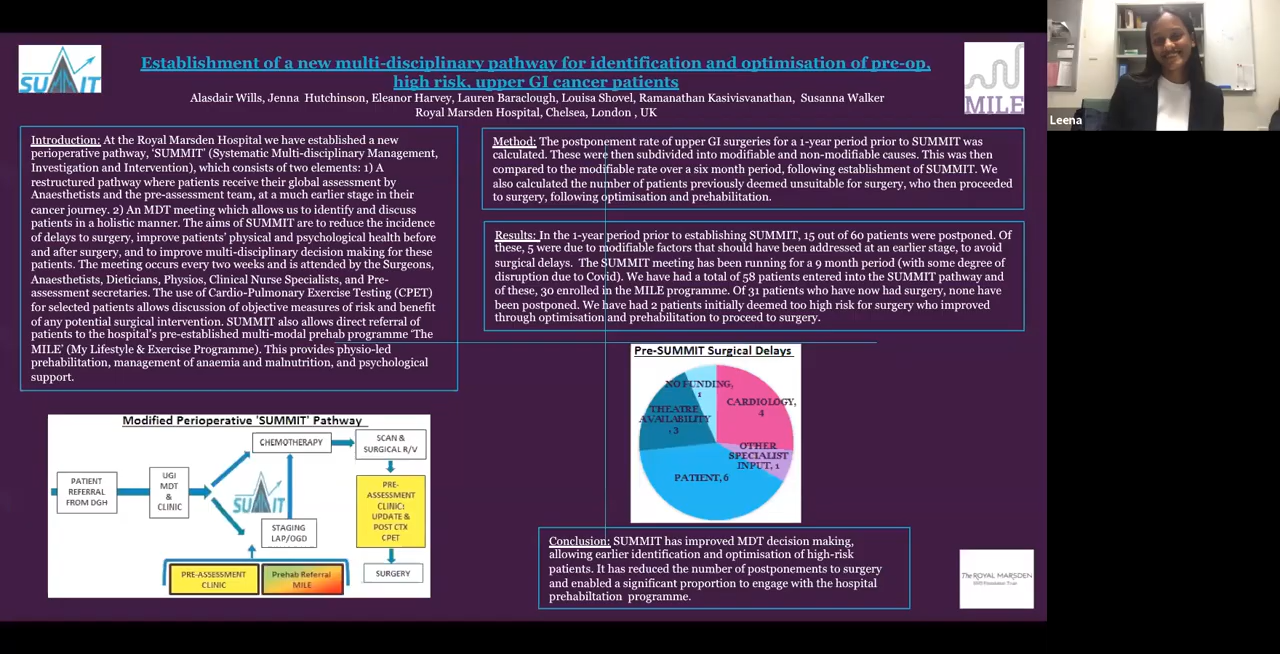 SUMMIT
Establishment of a new multi-disciplinary pathway for identification and optimisation of pre-op,
high risk, upper GI cancer patients
MILE
Alasdair Wills, Jenna Hutchinson, Eleanor Harvey, Lauren Baraclough, Louisa Shovel, Ramanathan Kasivisvanathan, Susanna Walker
Royal Marsden Hospital, Chelsea, London , UK
Leena
Introduction: At the Royal Marsden Hospital we have established a new
perioperative pathway, 'SUMMIT' (Systematic Multi-disciplinary Management,
Investigation and Intervention), which consists of two elements: 1) A
restructured pathway where patients receive their global assessment by
Anaesthetists and the pre-assessment team, at a much earlier stage in their
cancer journey. 2) An MDT meeting which allows us to identify and discuss
patients in a holistic manner. The aims of SUMMIT are to reduce the incidence
of delays to surgery, improve patients' physical and psychological health before
and after surgery, and to improve multi-disciplinary decision making for these
patients. The meeting occurs every two weeks and is attended by the Surgeons,
Anaesthetists, Dieticians, Physios, Clinical Nurse Specialists, and Pre-
assessment secretaries. The use of Cardio-Pulmonary Exercise Testing (CPET)
for selected patients allows discussion of objective measures of risk and benefit
of any potential surgical intervention. SUMMIT also allows direct referral of
patients to the hospital's pre-established multi-modal prehab programme 'The
MILE' (My Lifestyle & Exercise Programme). This provides physio-led
prehabilitation, management of anaemia and malnutrition, and psychological
support.
Method: The postponement rate of upper GI surgeries for a 1-year period prior to SUMMIT was
calculated. These were then subdivided into modifiable and non-modifiable causes. This was then
compared to the modifiable rate over a six month period, following establishment of SUMMIT. We
also calculated the number of patients previously deemed unsuitable for surgery, who then proceeded
to surgery, following optimisation and prehabilitation.
Results: In the 1-year period prior to establishing SUMMIT, 15 out of 60 patients were postponed. Of
these, 5 were due to modifiable factors that should have been addressed at an earlier stage, to avoid
surgical delays. The SUMMIT meeting has been running for a 9 month period (with some degree of
disruption due to Covid). We have had a total of 58 patients entered into the SUMMIT pathway and
of these, 30 enrolled in the MILE programme. Of 31 patients who have now had surgery, none have
been postponed. We have had 2 patients initially deemed too high risk for surgery who improved
through optimisation and prehabilitation to proceed to surgery.
Modified Perioperative 'SUMMIT' Pathway
PATIENT
REFERRAL
FROM DGH
UGI
MDT
&
CLINIC
CHEMOTHERAPY
SUMMIT
STAGING
LAP/OGD
PRE-ASSESSMENT
CLINIC
Prehab Referral
MILE
SCAN &
SURGICAL R/V
PRE-
ASSESSMENT
CLINIC:
UPDATE &
POST CTX
CPET
SURGERY
Pre-SUMMIT Surgical Delays
NO FUNDING,
1
CARDIOLOGY,
4
THEATRE
AVAILABILITY
, 3
OTHER
SPECIALIST
INPUT, 1
PATIENT, 6
Conclusion: SUMMIT has improved MDT decision making,
allowing earlier identification and optimisation of high-risk
patients. It has reduced the number of postponements to surgery
and enabled a significant proportion to engage with the hospital
prehabiltation programme.
The ROYAL MARSDEN
NHS Foundation Trust